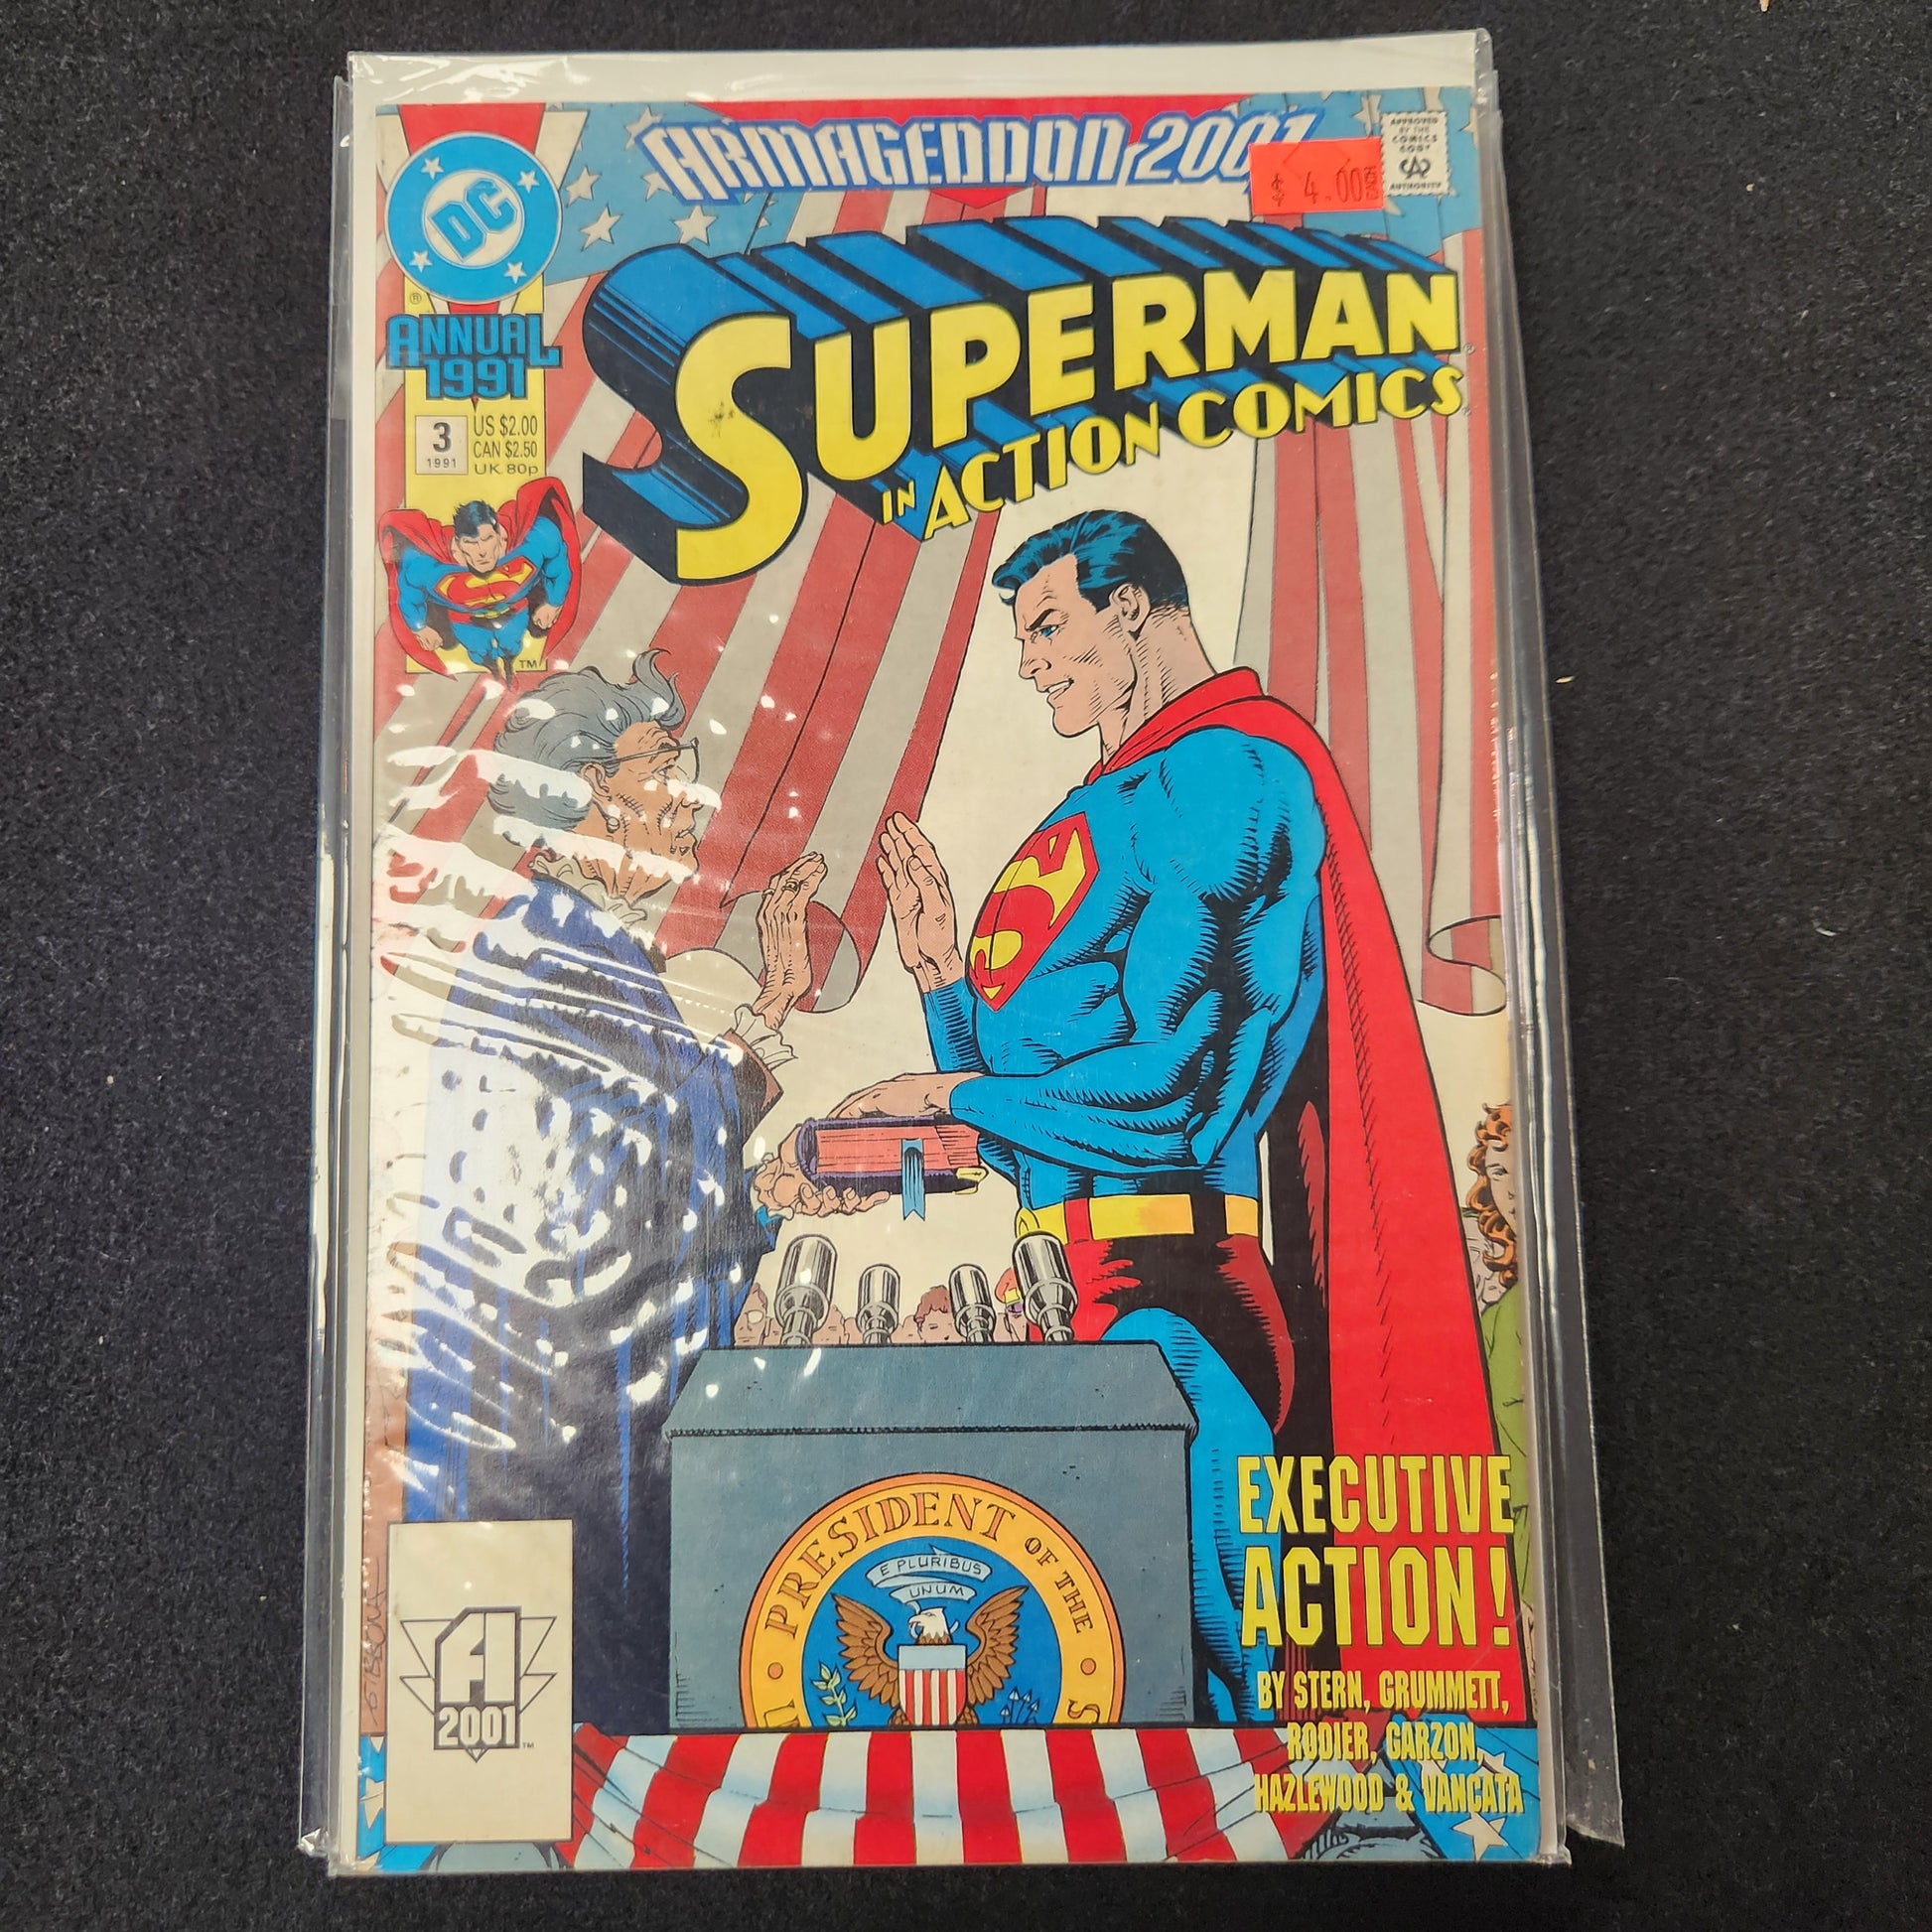 ARMAGEDDON 2001
APPROVED
BY THE
COMICS
CODE
CA
AUTHORITY
$ 4.00
DC
®
ANNUAL
1991
3
1991
US $2.00
CAN $2.50
UK 80p
TM
SUPERMAN
IN ACTION COMICS
S
PRESIDENT OF THE
E PLURIBUS
UNUM
U
S
EXECUTIVE
ACTION!
BY STERN, GRUMMETT,
RODIER, GARZON,
HAZLEWOOD & VANCATA
A
2001
TM